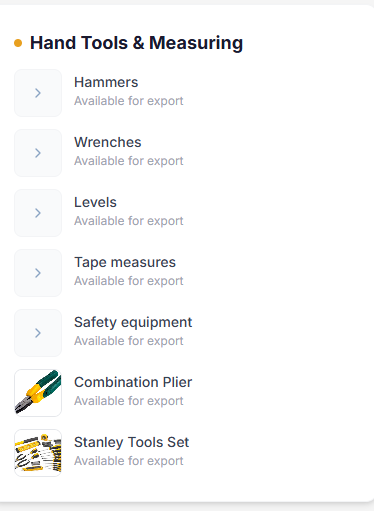 Hand Tools & Measuring
Hammers
Available for export
Wrenches
Available for export
Levels
Available for export
Tape measures
Available for export
Safety equipment
Available for export
Combination Plier
Available for export
Stanley Tools Set
Available for export